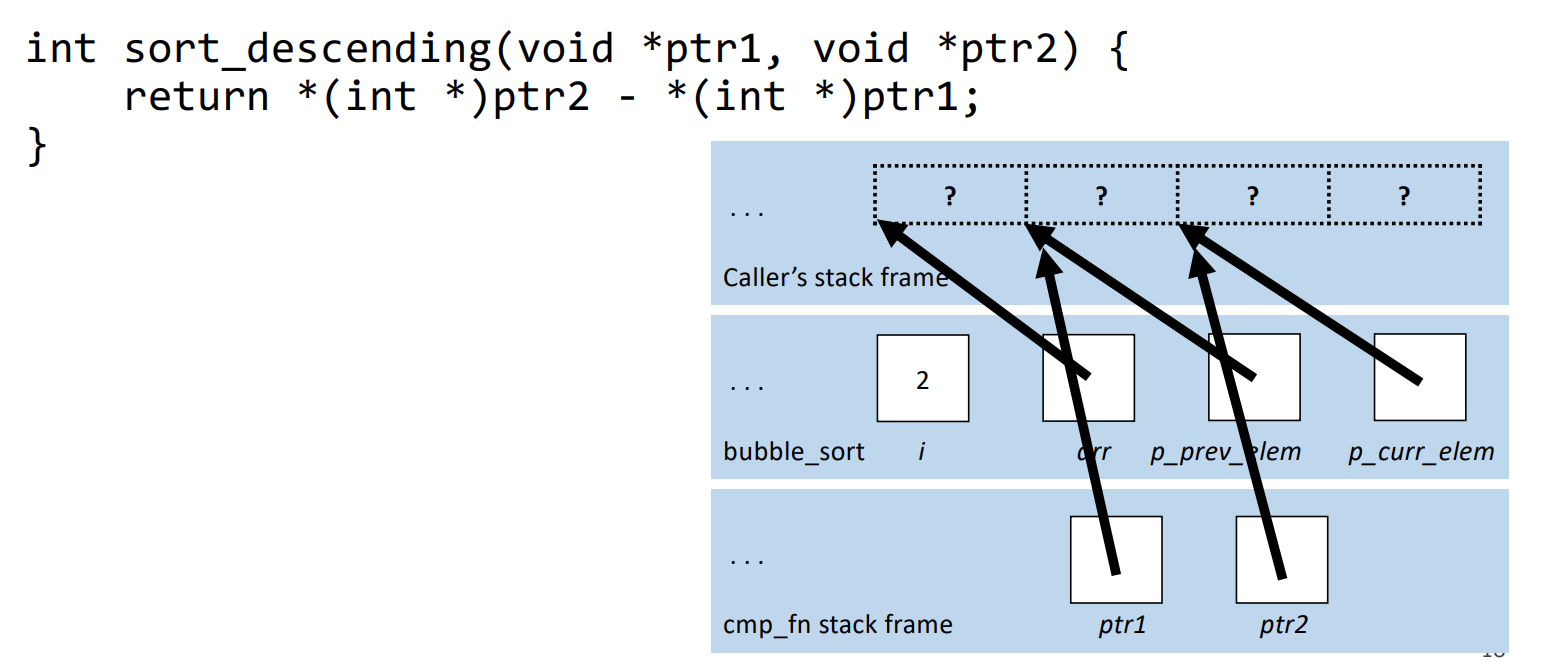 int sort_descending(void *ptr1, void *ptr2) {
    return *(int *)ptr2 - *(int *)ptr1;
}
? ? ? ?
...
Caller's stack frame
2
...
bubble_sort i arr p_prev_elem p_curr_elem
...
cmp_fn stack frame ptr1 ptr2